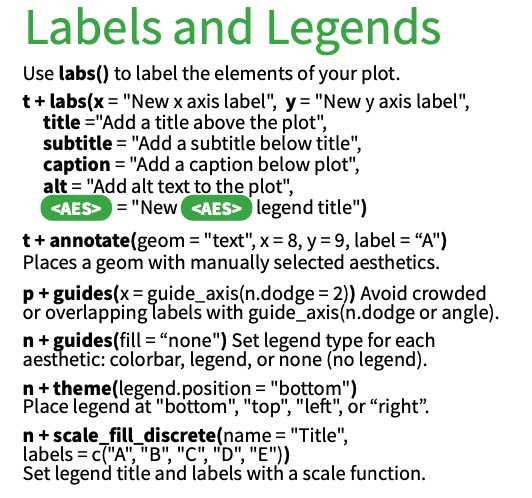 Labels and Legends
Use labs() to label the elements of your plot.
t + labs(x = "New x axis label", y = "New y axis label",
title ="Add a title above the plot",
subtitle = "Add a subtitle below title",
caption = "Add a caption below plot",
alt = "Add alt text to the plot",
<AES> = "New <AES> legend title")
t + annotate(geom = "text", x = 8, y = 9, label = “A")
Places a geom with manually selected aesthetics.
p + guides(x = guide_axis(n.dodge = 2)) Avoid crowded
or overlapping labels with guide_axis(n.dodge or angle).
n + guides(fill = “none") Set legend type for each
aesthetic: colorbar, legend, or none (no legend).
n + theme(legend.position = "bottom")
Place legend at "bottom", "top", "left", or “right”.
n + scale_fill_discrete(name = "Title",
labels = c("A", "B", "C", "D", "E"))
Set legend title and labels with a scale function.